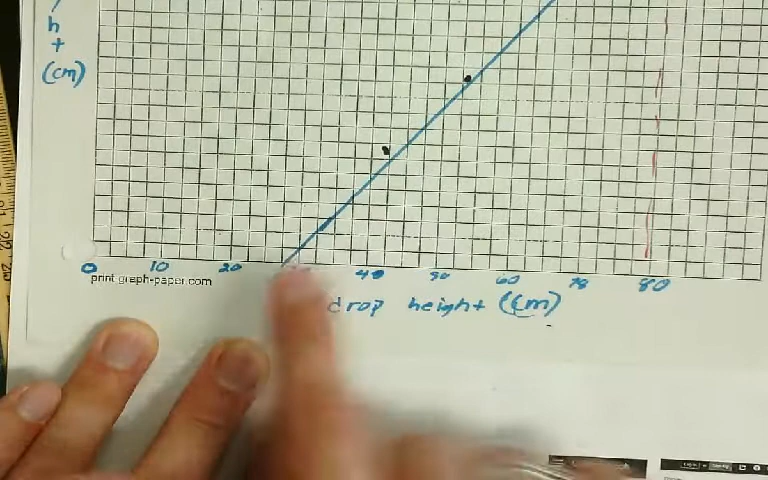 h
t
(cm)
0 10 20 40 50 60 70 80
print-graph-paper.com
drop height (cm)